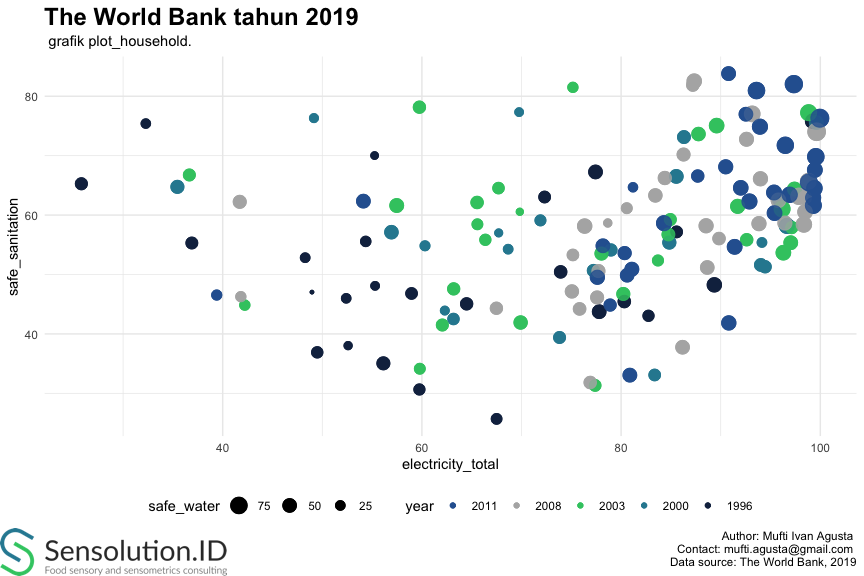 The World Bank tahun 2019
grafik plot_household.
safe_sanitation
80
60
40
40 60 80 100
electricity_total
safe_water 75 50 25 year 2011 2008 2003 2000 1996
Sensolution.ID
Food sensory and sensometrics consulting
Author: Mufti Ivan Agusta
Contact: mufti.agusta@gmail.com
Data source: The World Bank, 2019